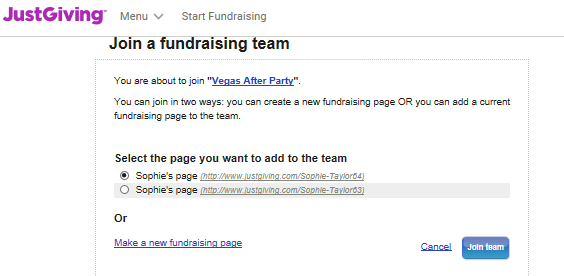 JustGiving™ Menu Start Fundraising
Join a fundraising team
You are about to join "Vegas After Party".
You can join in two ways: you can create a new fundraising page OR you can add a current
fundraising page to the team.
Select the page you want to add to the team
Sophie's page (http://www.justgiving.com/Sophie-Taylor64)
Sophie's page (http://www.justgiving.com/Sophie-Taylor63)
Or
Make a new fundraising page Cancel Join team